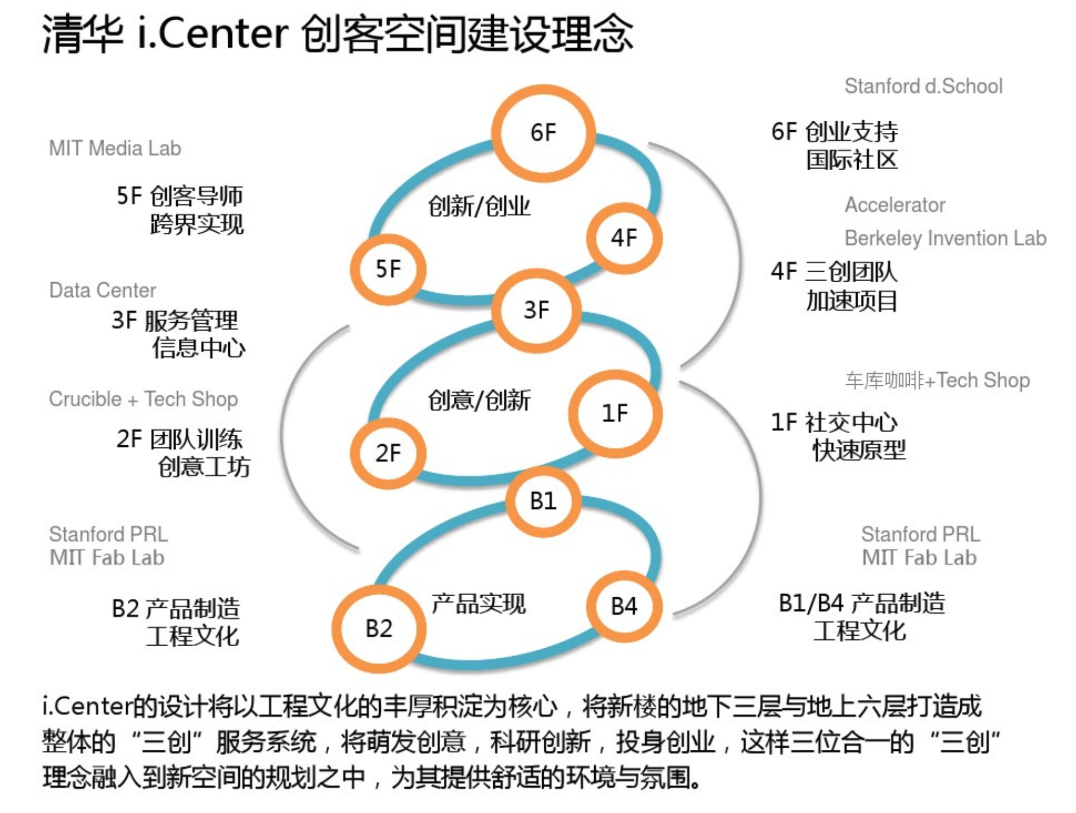 清华 i.Center 创客空间建设理念
Stanford d.School
6F 创业支持
国际社区
MIT Media Lab
5F 创客导师
跨界实现
6F
创新/创业
4F
5F
Accelerator
Berkeley Invention Lab
4F 三创团队
加速项目
Data Center
3F 服务管理
信息中心
3F
创意/创新
1F
2F
车库咖啡+Tech Shop
1F 社交中心
快速原型
Crucible + Tech Shop
2F 团队训练
创意工坊
B1
产品实现
B4
B2
Stanford PRL
MIT Fab Lab
B2 产品制造
工程文化
Stanford PRL
MIT Fab Lab
B1/B4 产品制造
工程文化
i.Center的设计将以工程文化的丰厚积淀为核心，将新楼的地下三层与地上六层打造成
整体的“三创”服务系统，将萌发创意，科研创新，投身创业，这样三位合一的“三创”
理念融入到新空间的规划之中，为其提供舒适的环境与氛围。